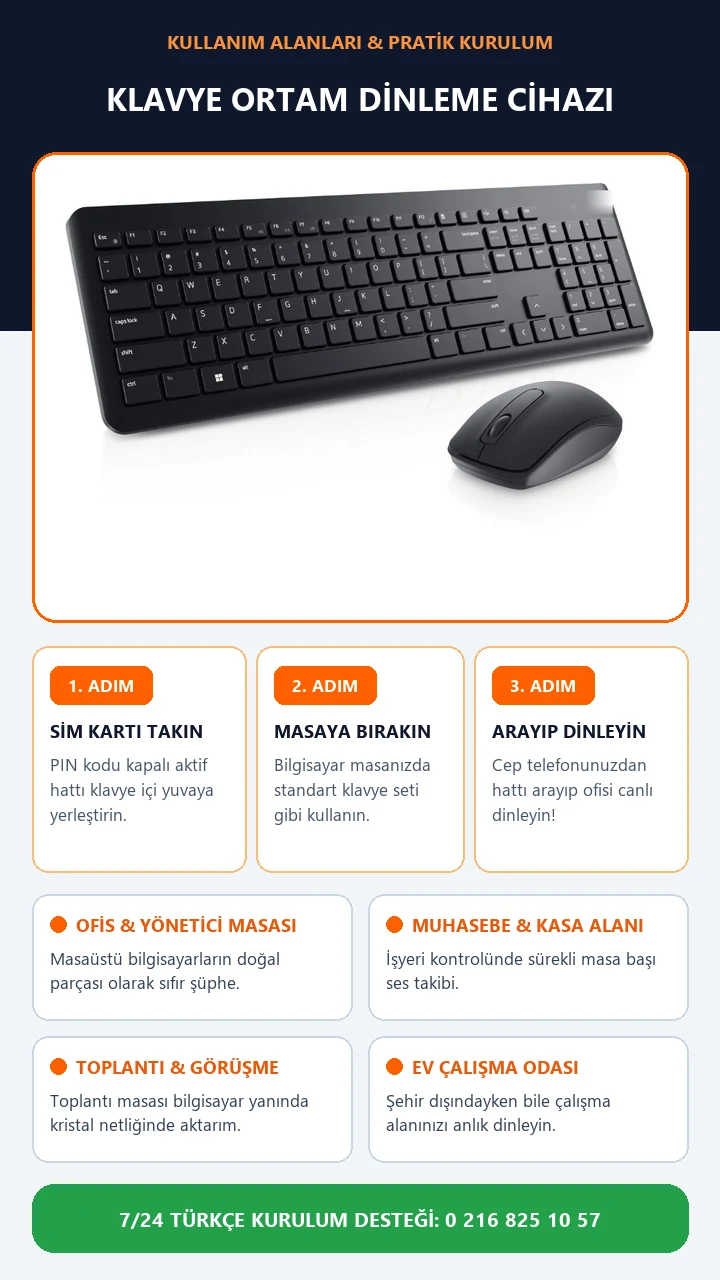 KULLANIM ALANLARI & PRATİK KURULUM
KLAVYE ORTAM DİNLEME CİHAZI
1. ADIM
SİM KARTI TAKIN
PIN kodu kapalı aktif
hattı klavye içi yuvaya
yerleştirin.
2. ADIM
MASAYA BIRAKIN
Bilgisayar masanızda
standart klavye seti
gibi kullanın.
3. ADIM
ARAYIP DİNLEYİN
Cep telefonunuzdan
hattı arayıp ofisi canlı
dinleyin!
OFİS & YÖNETİCİ MASASI
Masaüstü bilgisayarların doğal
parçası olarak sıfır şüphe.
MUHASEBE & KASA ALANI
İşyeri kontrolünde sürekli masa başı
ses takibi.
TOPLANTI & GÖRÜŞME
Toplantı masası bilgisayar yanında
kristal netliğinde aktarım.
EV ÇALIŞMA ODASI
Şehir dışındayken bile çalışma
alanınızı anlık dinleyin.
7/24 TÜRKÇE KURULUM DESTEĞİ: 0 216 825 10 57